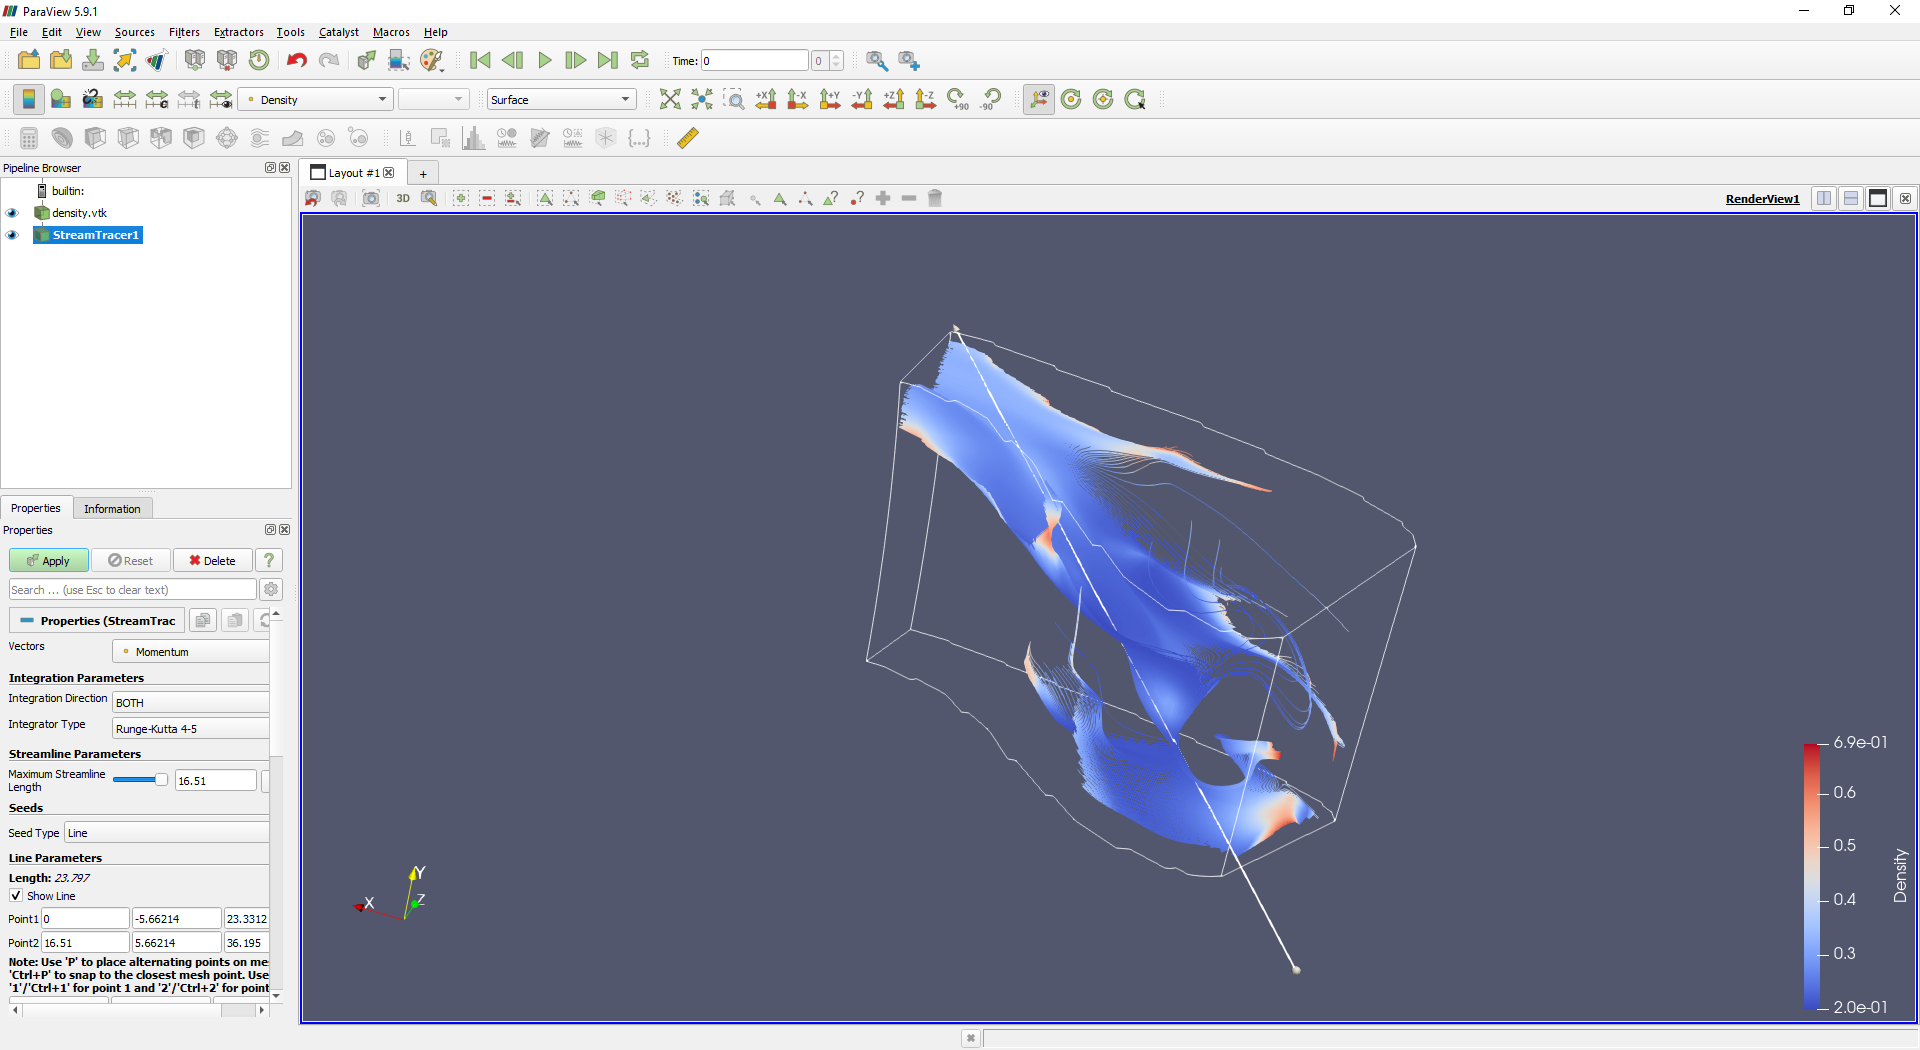 ParaView 5.9.1
File Edit View Sources Filters Extractors Tools Catalyst Macros Help
Time: 0 0
Density Surface +X -X +Y -Y +Z -Z +90 -90
Pipeline Browser
builtin:
density.vtk
StreamTracer1
Layout #1 +
3D RenderView1
Properties Information
Properties
Apply Reset Delete ?
Search ... (use Esc to clear text)
Properties (StreamTrac
Vectors Momentum
Integration Parameters
Integration Direction BOTH
Integrator Type Runge-Kutta 4-5
Streamline Parameters
Maximum Streamline Length 16.51
Seeds
Seed Type Line
Line Parameters
Length: 23.797
Show Line
Point1 0 -5.66214 23.3312
Point2 16.51 5.66214 36.195
Note: Use 'P' to place alternating points on me
'Ctrl+P' to snap to the closest mesh point. Use
'1'/'Ctrl+1' for point 1 and '2'/'Ctrl+2' for point
X Y Z
6.9e-01
0.6
0.5
0.4
0.3
2.0e-01
Density